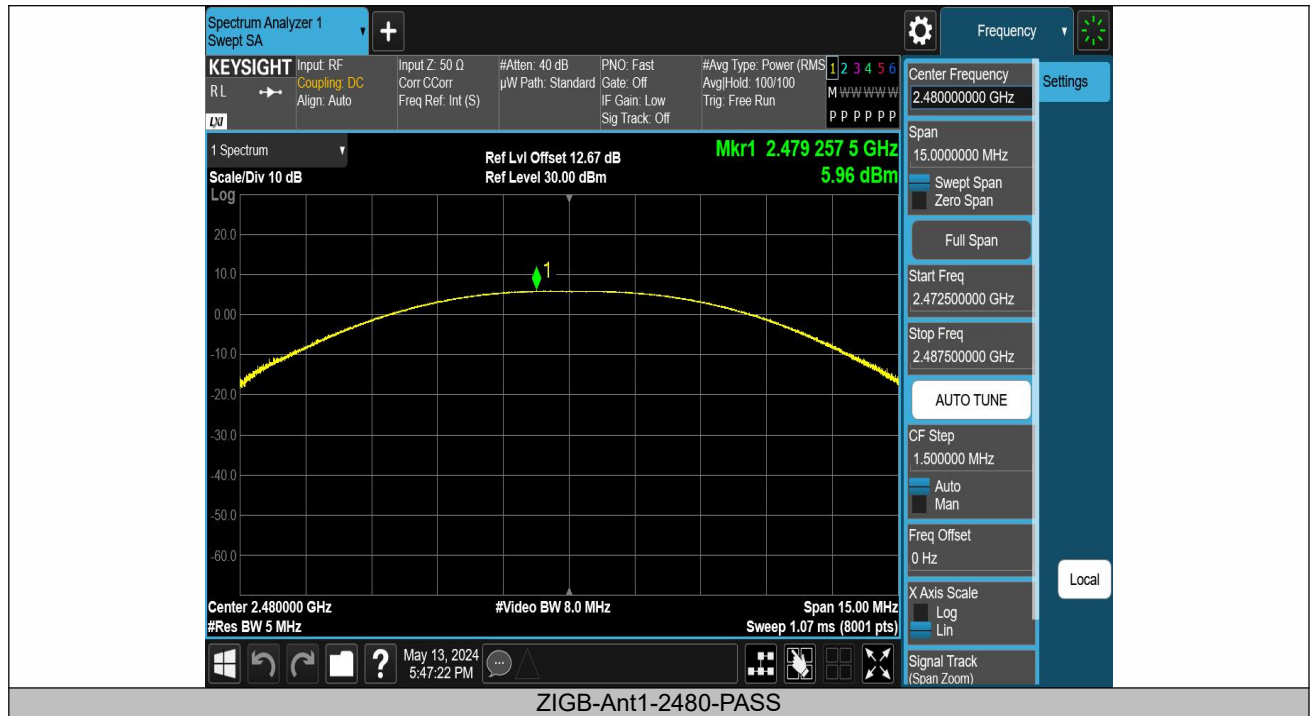 Spectrum Analyzer 1
Swept SA
+
Frequency
KEYSIGHT
RL
LXI
Input: RF
Coupling: DC
Align: Auto
Input Z: 50 Ω
Corr CCorr
Freq Ref: Int (S)
#Atten: 40 dB
µW Path: Standard
PNO: Fast
Gate: Off
IF Gain: Low
Sig Track: Off
#Avg Type: Power (RMS
Avg|Hold: 100/100
Trig: Free Run
1 2 3 4 5 6
M W W W W W
P P P P P P
1 Spectrum
Scale/Div 10 dB
Log
Ref Lvl Offset 12.67 dB
Ref Level 30.00 dBm
Mkr1 2.479 257 5 GHz
5.96 dBm
20.0
10.0
0.00
-10.0
-20.0
-30.0
-40.0
-50.0
-60.0
1
Center 2.480000 GHz
#Res BW 5 MHz
#Video BW 8.0 MHz
Span 15.00 MHz
Sweep 1.07 ms (8001 pts)
Center Frequency
2.480000000 GHz
Settings
Span
15.0000000 MHz
Swept Span
Zero Span
Full Span
Start Freq
2.472500000 GHz
Stop Freq
2.487500000 GHz
AUTO TUNE
CF Step
1.500000 MHz
Auto
Man
Freq Offset
0 Hz
X Axis Scale
Log
Lin
Local
Signal Track
(Span Zoom)
?
May 13, 2024
5:47:22 PM
ZIGB-Ant1-2480-PASS